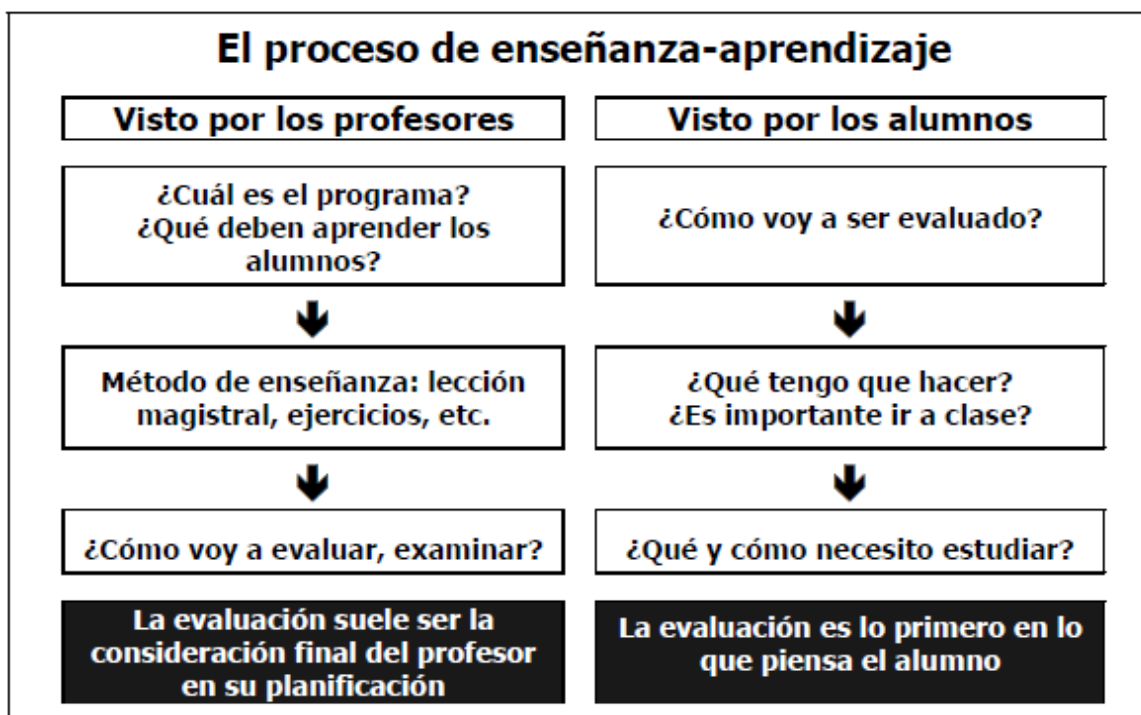 El proceso de enseñanza-aprendizaje
Visto por los profesores
Visto por los alumnos
¿Cuál es el programa?
¿Qué deben aprender los
alumnos?
¿Cómo voy a ser evaluado?
Método de enseñanza: lección
magistral, ejercicios, etc.
¿Qué tengo que hacer?
¿Es importante ir a clase?
¿Cómo voy a evaluar, examinar?
¿Qué y cómo necesito estudiar?
La evaluación suele ser la
consideración final del profesor
en su planificación
La evaluación es lo primero en lo
que piensa el alumno